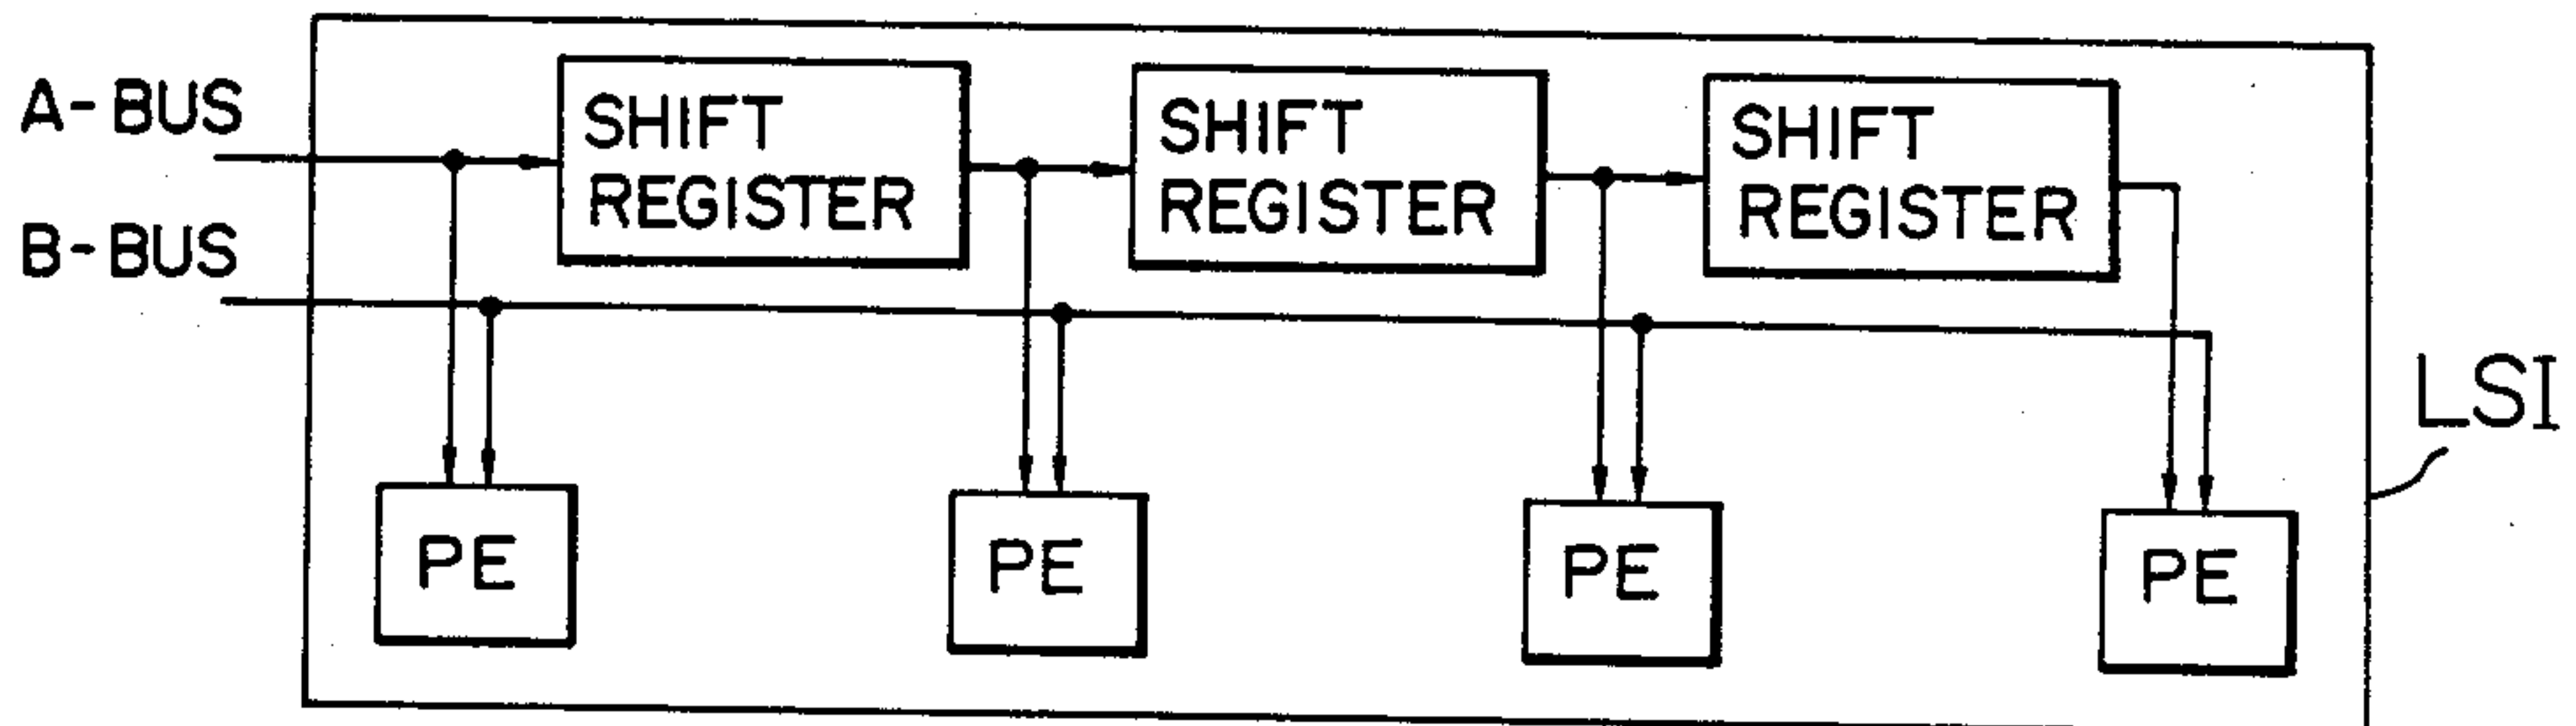 A-BUS
SHIFT
REGISTER
SHIFT
REGISTER
SHIFT
REGISTER
B-BUS
LSI
PE
PE
PE
PE